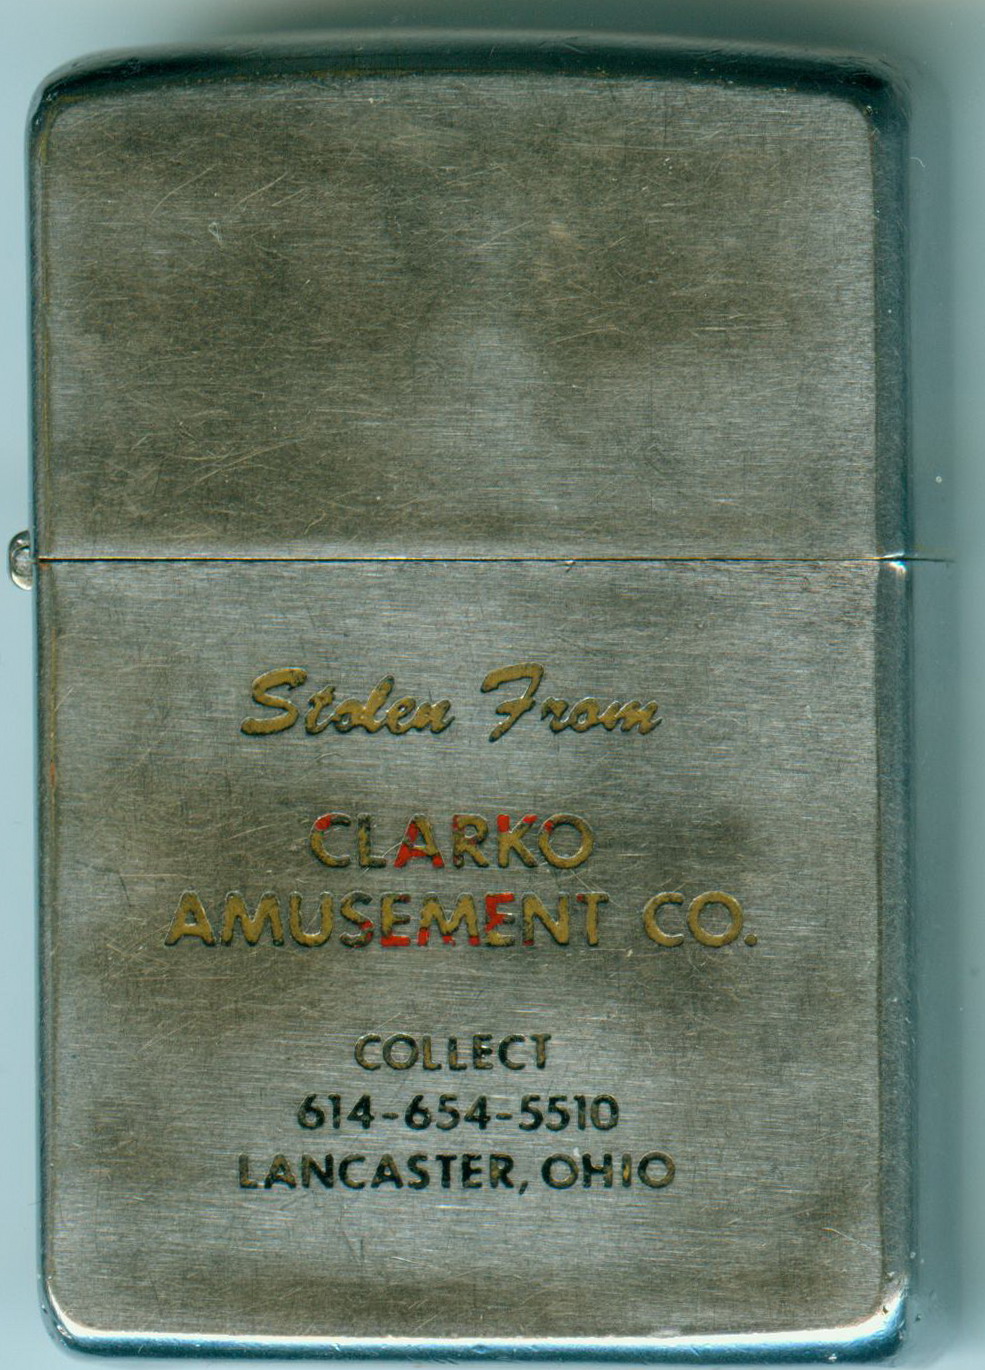 Stolen From
CLARKO
AMUSEMENT CO.
COLLECT
614-654-5510
LANCASTER, OHIO